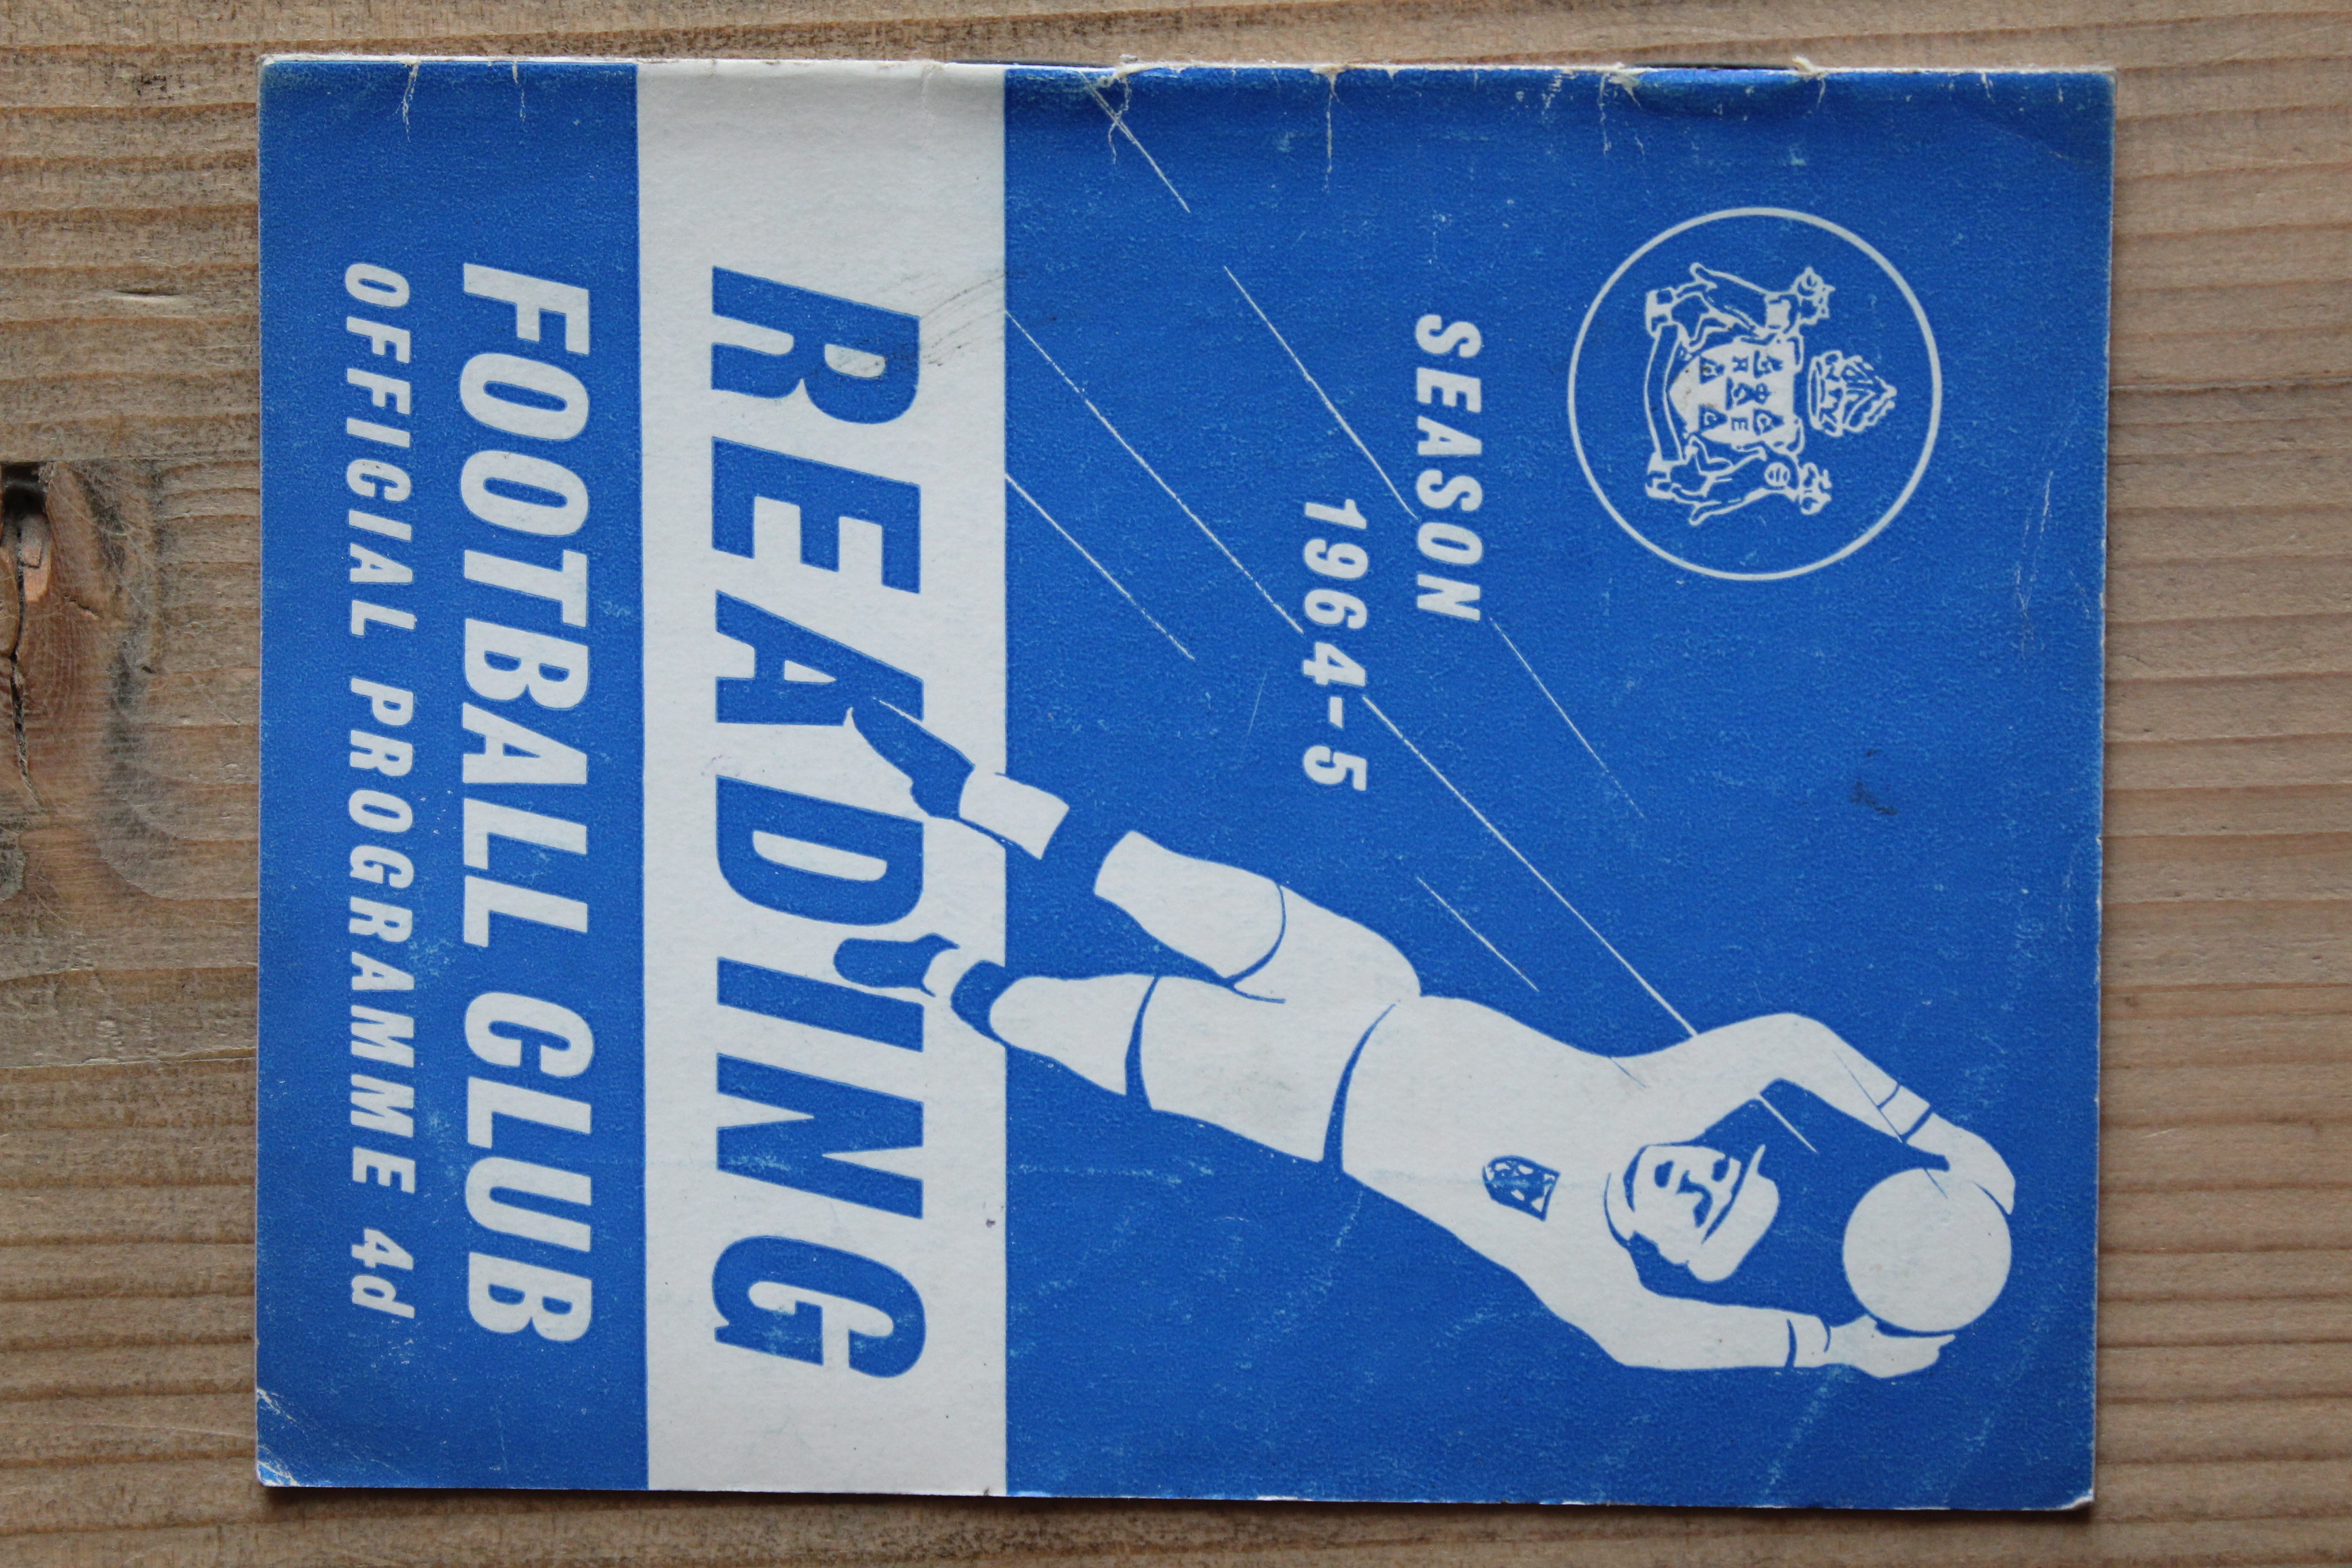 SEASON
1964-5
READING
FOOTBALL CLUB
OFFICIAL PROGRAMME 4d